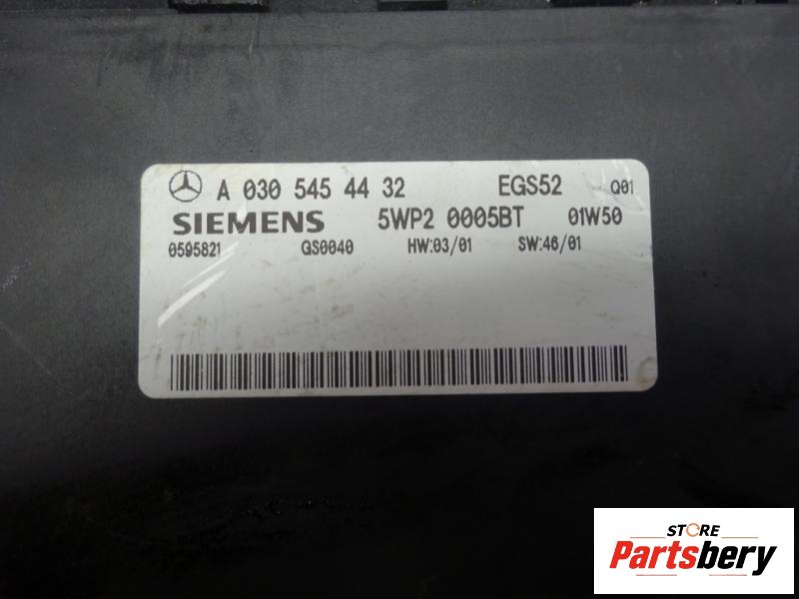 A 030 545 44 32 EGS52 Q01
SIEMENS 5WP2 0005BT 01W50
0595821 QS0040 HW:03/01 SW:46/01
STORE
Partsbery